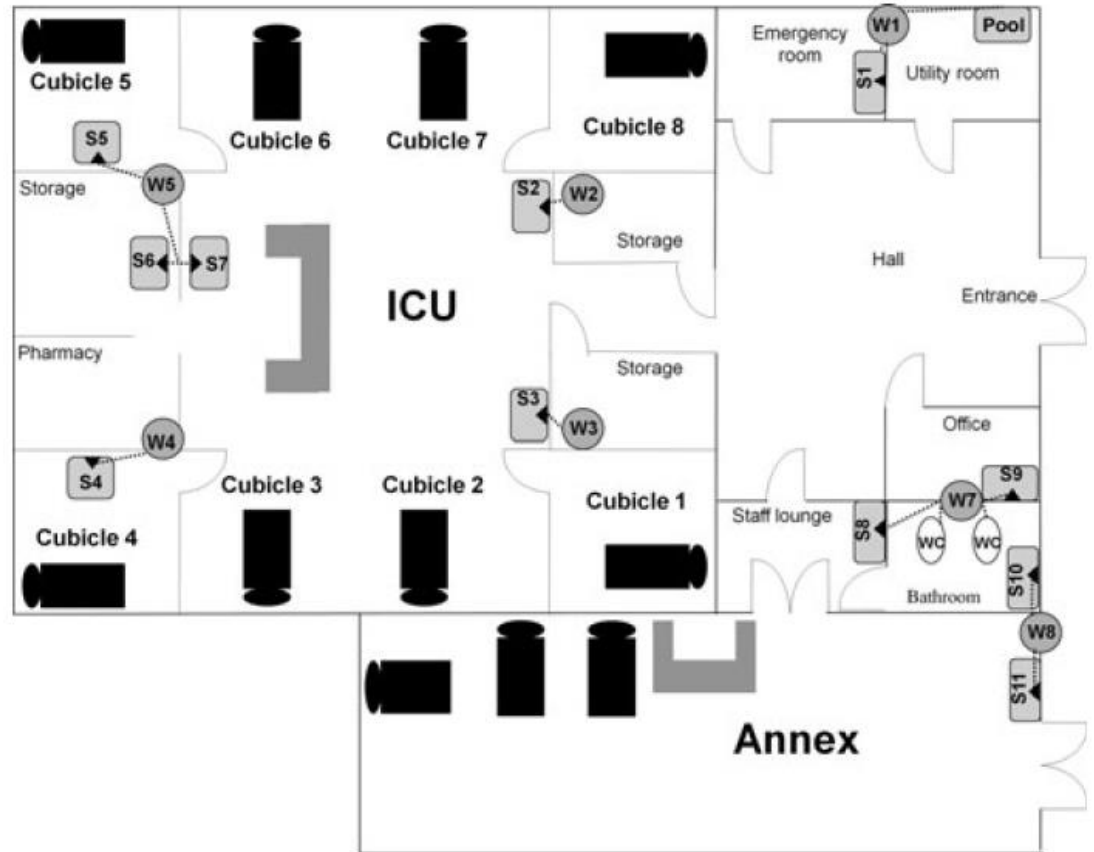 W1
Pool
Emergency
room
S1
Utility room
Cubicle 5
Cubicle 6
Cubicle 7
Cubicle 8
S5
W5
Storage
S2
W2
Storage
S6
S7
Hall
ICU
Entrance
Pharmacy
Storage
S3
W3
W4
Office
S4
Cubicle 3
Cubicle 2
Cubicle 1
S9
W7
Staff lounge
S8
WC
WC
Cubicle 4
S10
Bathroom
W8
S11
Annex